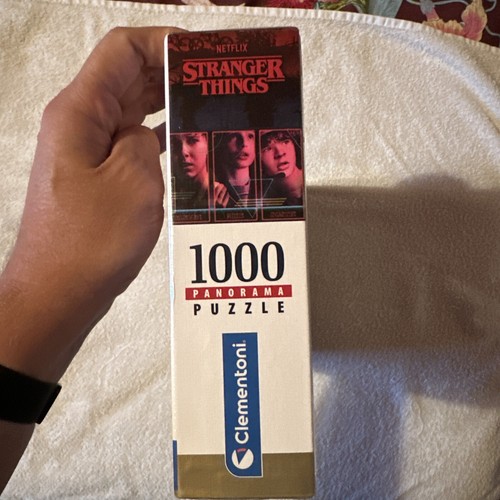 NETFLIX
STRANGER
THINGS
1000
PANORAMA
PUZZLE
Clementoni